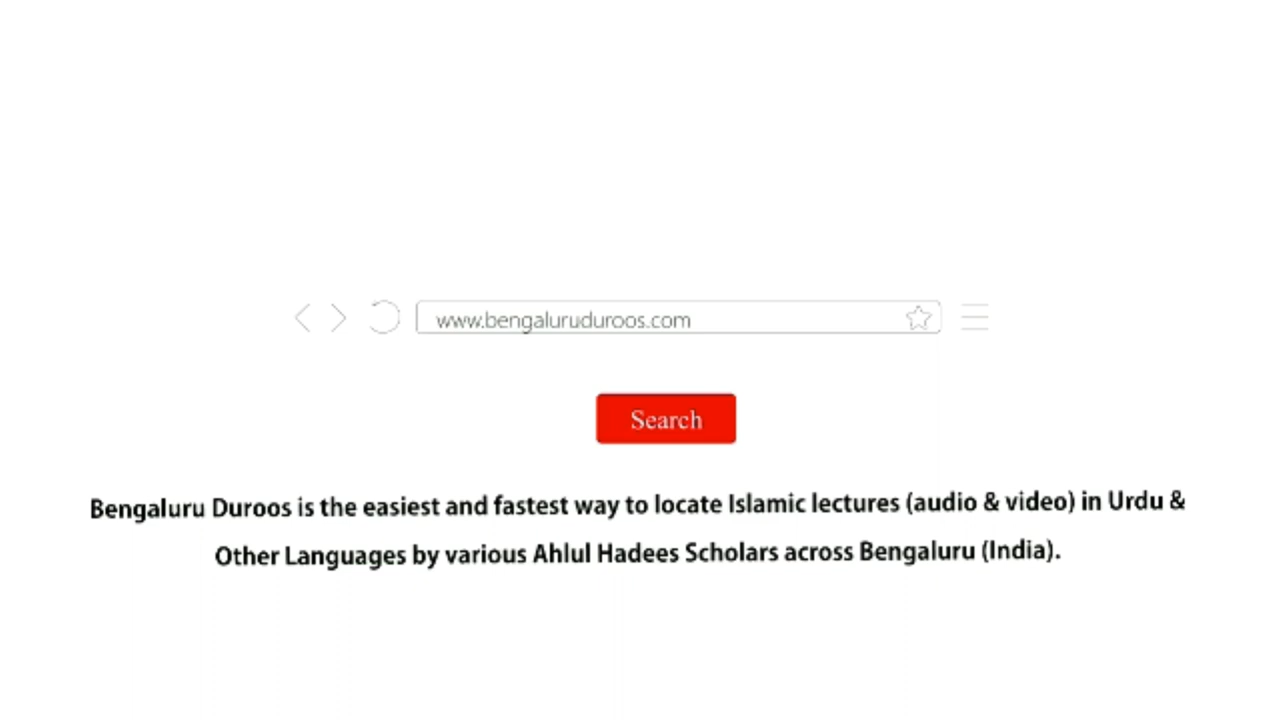 www.bengaluruduroos.com
Search
Bengaluru Duroos is the easiest and fastest way to locate Islamic lectures (audio & video) in Urdu &
Other Languages by various Ahlul Hadees Scholars across Bengaluru (India).